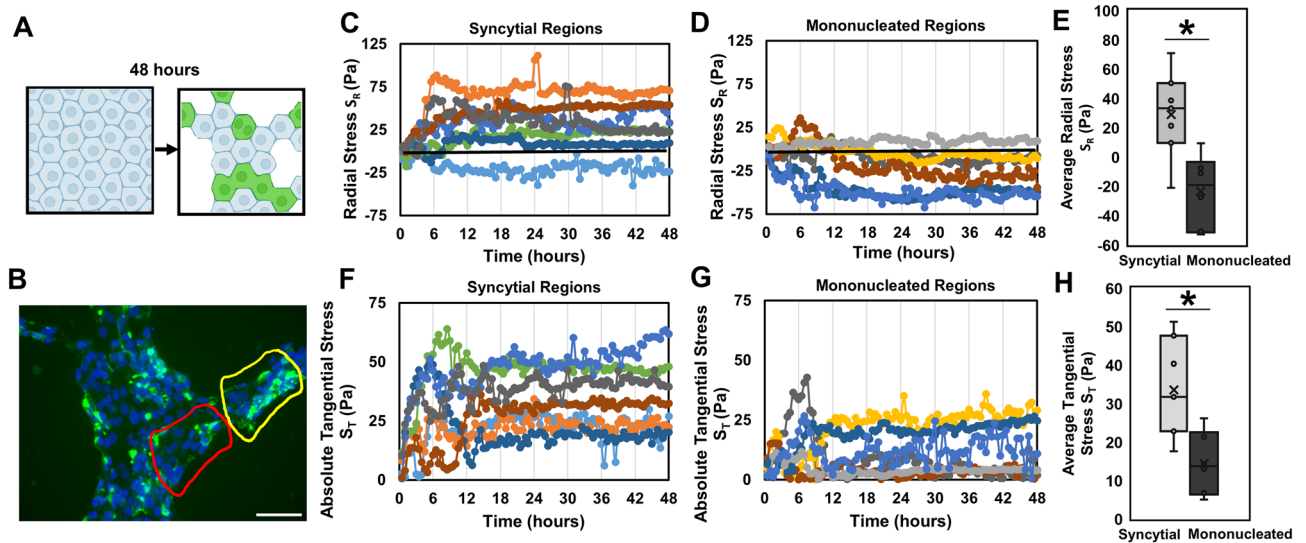 A
48 hours
B
C
Syncytial Regions
Radial Stress S_R (Pa)
125
75
25
-25
-75
0 6 12 18 24 30 36 42 48
Time (hours)
D
Mononucleated Regions
Radial Stress S_R (Pa)
125
75
25
-25
-75
0 6 12 18 24 30 36 42 48
Time (hours)
E
Average Radial Stress
S_R (Pa)
100
80
60
40
20
0
-20
-40
-60
*
Syncytial Mononucleated
F
Syncytial Regions
Absolute Tangential Stress
S_T (Pa)
75
50
25
0
0 6 12 18 24 30 36 42 48
Time (hours)
G
Mononucleated Regions
Absolute Tangential Stress
S_T (Pa)
75
50
25
0
0 6 12 18 24 30 36 42 48
Time (hours)
H
Average Tangential
Stress S_T (Pa)
60
50
40
30
20
10
0
*
Syncytial Mononucleated